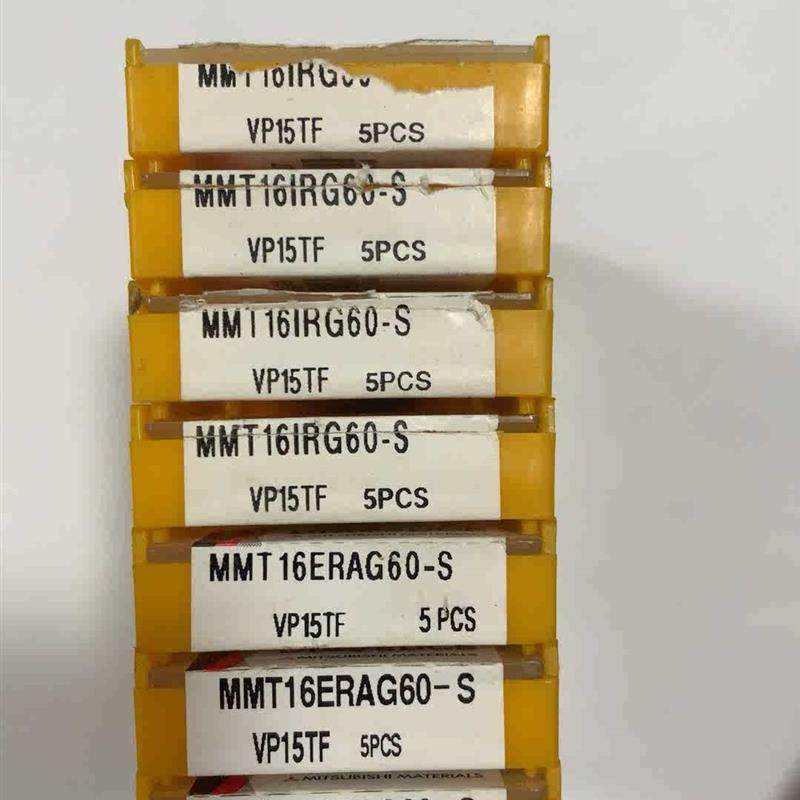 MMT16IRG60
VP15TF 5PCS
MMT16IRG60-S
VP15TF 5PCS
MMT16IRG60-S
VP15TF 5PCS
MMT16IRG60-S
VP15TF 5PCS
MMT16ERAG60-S
VP15TF 5 PCS
MITSUBISHI MATERIALS
MMT16ERAG60-S
VP15TF 5PCS
MITSUBISHI MATERIALS